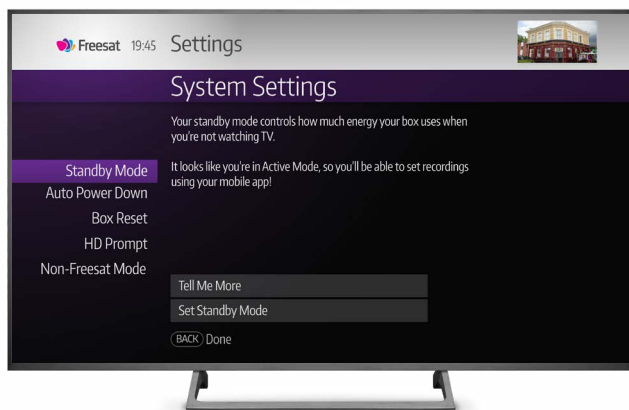 Freesat 19:45 Settings
System Settings
Your standby mode controls how much energy your box uses when
you're not watching TV.
It looks like you're in Active Mode, so you'll be able to set recordings
using your mobile app!
Standby Mode
Auto Power Down
Box Reset
HD Prompt
Non-Freesat Mode
Tell Me More
Set Standby Mode
BACK Done